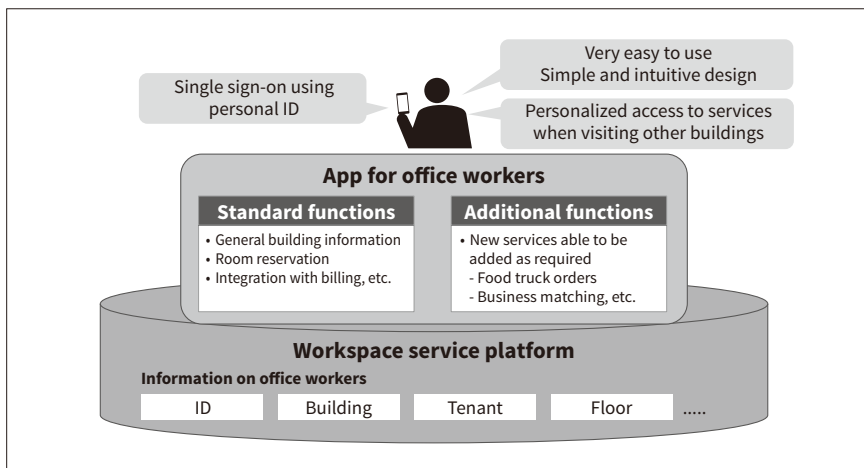 Single sign-on using
personal ID
Very easy to use
Simple and intuitive design
Personalized access to services
when visiting other buildings
App for office workers
Standard functions
• General building information
• Room reservation
• Integration with billing, etc.
Additional functions
• New services able to be
added as required
- Food truck orders
- Business matching, etc.
Workspace service platform
Information on office workers
ID
Building
Tenant
Floor
.....